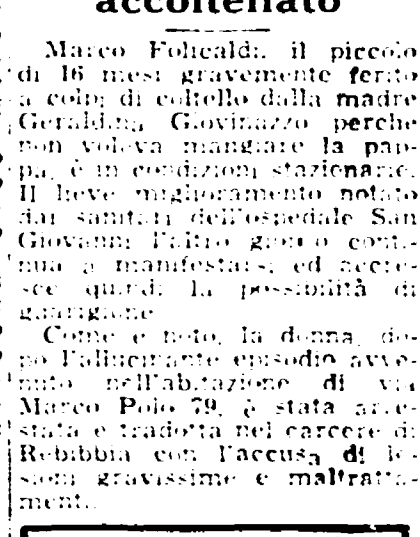 accoltellato
Marco Folicaldi, il piccolo
di 16 mesi gravemente ferito
a colpi di coltello dalla madre
Geraldina Giovinazzo perche
non voleva mangiare la pap-
pa, è in condizioni stazionarie.
Il lieve miglioramento notato
dai sanitari dell'ospedale San
Giovanni l'altro giorno conti-
nua a manifestarsi ed accre-
sce quindi la possibilità di
guarigione
Come è noto, la donna, do-
po l'allucinante episodio avve-
nuto nell'abitazione di via
Marco Polo 79, è stata arre-
stata e tradotta nel carcere di
Rebibbia con l'accusa di le-
sioni gravissime e maltratta-
menti.